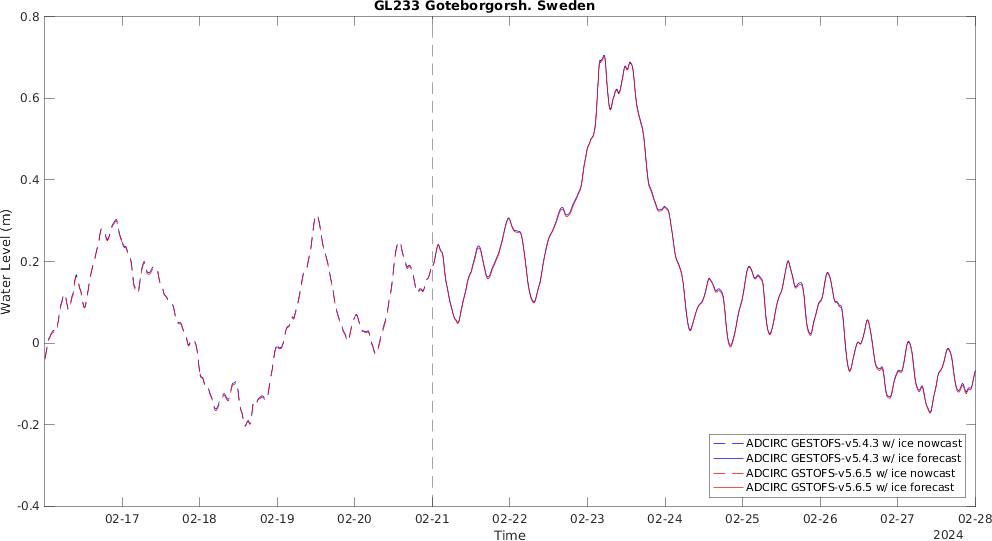 GL233 Goteborgorsh. Sweden
Water Level (m)
0.8
0.6
0.4
0.2
0
-0.2
-0.4
02-17 02-18 02-19 02-20 02-21 02-22 02-23 02-24 02-25 02-26 02-27 02-28
Time
2024
ADCIRC GESTOFS-v5.4.3 w/ ice nowcast
ADCIRC GESTOFS-v5.4.3 w/ ice forecast
ADCIRC GSTOFS-v5.6.5 w/ ice nowcast
ADCIRC GSTOFS-v5.6.5 w/ ice forecast